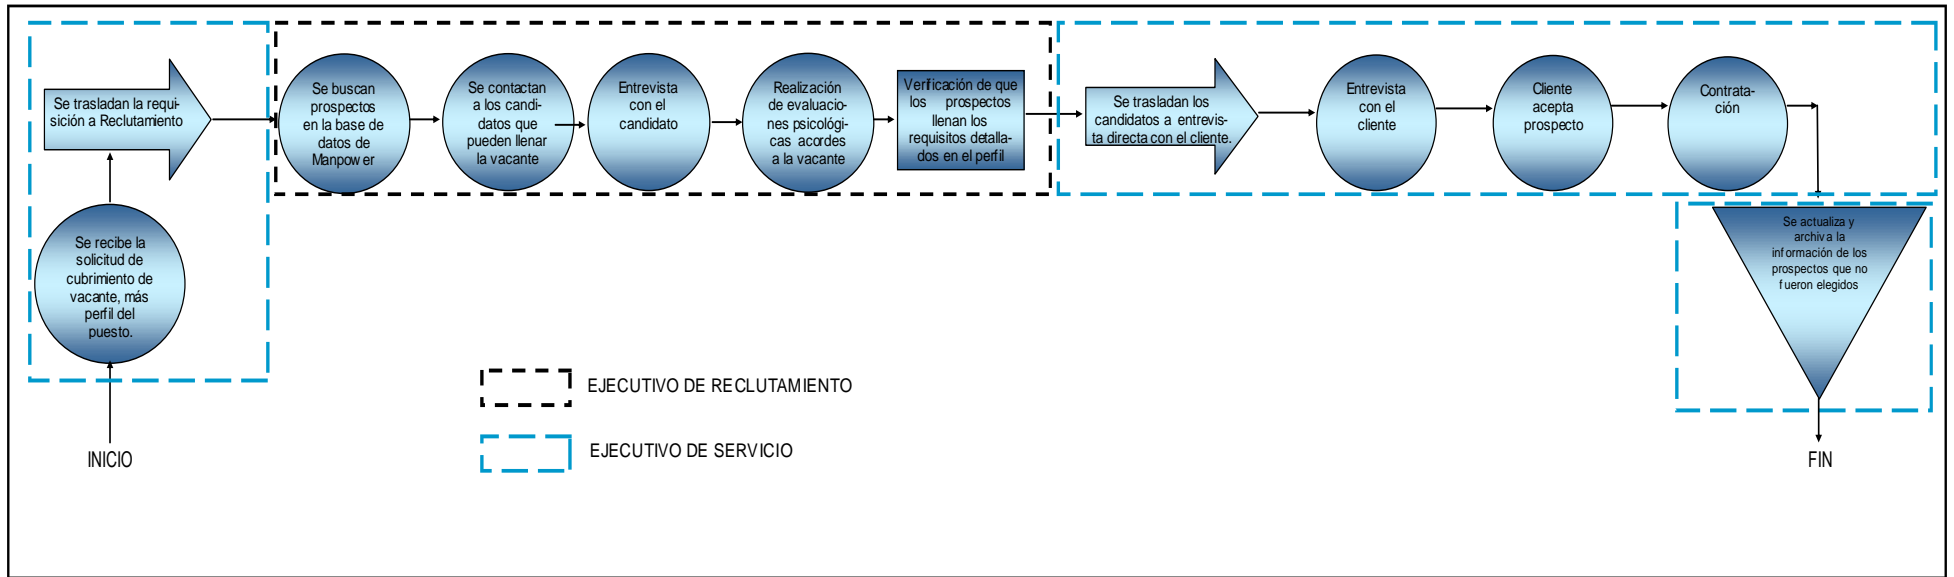 Se trasladan la requi-
sición a Reclutamiento
Se recibe la
solicitud de
cubrimiento de
vacante, más
perfil del
puesto.
INICIO
Se buscan
prospectos
en la base de
datos de
Manpower
Se contactan
a los candi-
datos que
pueden llenar
la vacante
Entrevista
con el
candidato
Realización
de evaluacio-
nes psicológi-
cas acordes
a la vacante
Verificación de que
los prospectos
llenan los
requisitos detalla-
dos en el perfil
Se trasladan los
candidatos a entrevis-
ta directa con el cliente.
Entrevista
con el
cliente
Cliente
acepta
prospecto
Contrata-
ción
Se actualiza y
archiva la
información de los
prospectos que no
fueron elegidos
FIN
EJECUTIVO DE RECLUTAMIENTO
EJECUTIVO DE SERVICIO